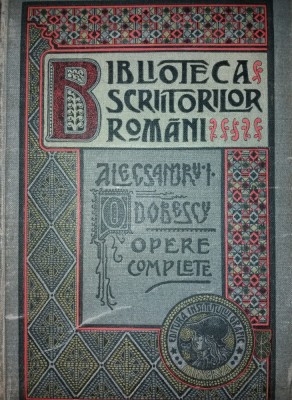 BIBLIOTECA
SCRIITORILOR
ROMÂNI
ALECSANDRU·I·
ODOBESCU
OPERE
COMPLETE